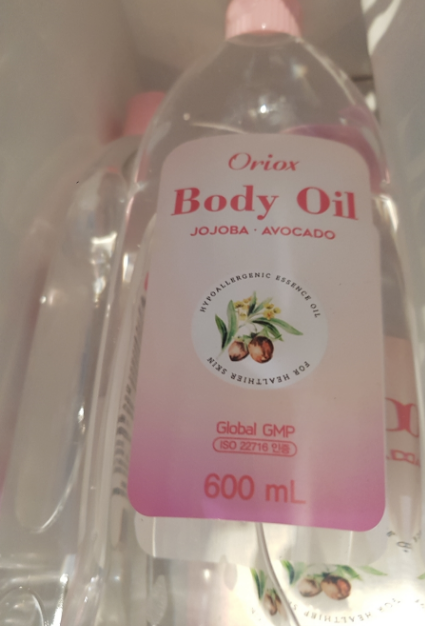 Oriox
Body Oil
JOJOBA · AVOCADO
HYPOALLERGENIC ESSENCE OIL
FOR HEALTHIER SKIN
Global GMP
ISO 22716 인증
600 mL